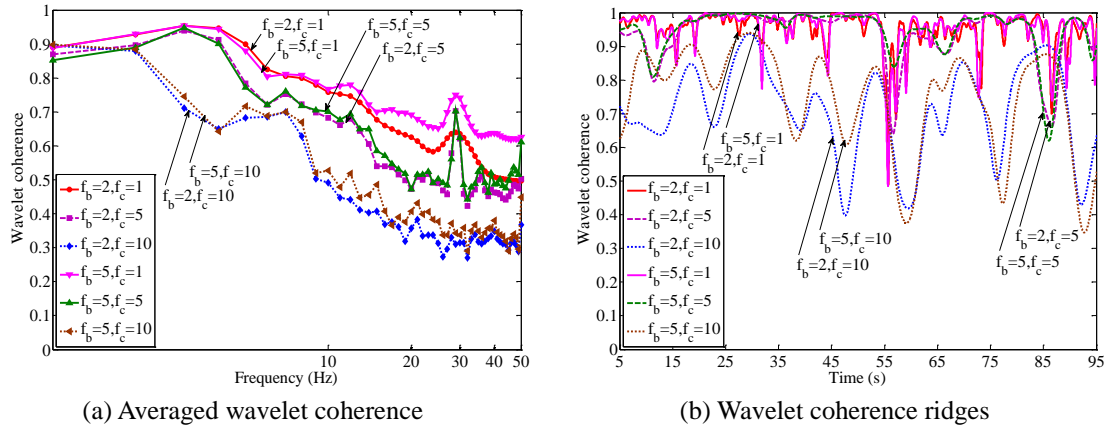 1
0.9
0.8
0.7
0.6
0.5
0.4
0.3
0.2
0.1
0
Wavelet coherence
10
20
30
40
50
Frequency (Hz)
f_b=2,f_c=1
f_b=5,f_c=1
f_b=5,f_c=5
f_b=2,f_c=5
f_b=5,f_c=10
f_b=2,f_c=10
f_b=2,f_c=1
f_b=2,f_c=5
f_b=2,f_c=10
f_b=5,f_c=1
f_b=5,f_c=5
f_b=5,f_c=10
(a) Averaged wavelet coherence
1
0.9
0.8
0.7
0.6
0.5
0.4
0.3
0.2
0.1
0
Wavelet coherence
5
15
25
35
45
55
65
75
85
95
Time (s)
f_b=5,f_c=1
f_b=2,f_c=1
f_b=5,f_c=10
f_b=2,f_c=10
f_b=2,f_c=5
f_b=5,f_c=5
f_b=2,f_c=1
f_b=2,f_c=5
f_b=2,f_c=10
f_b=5,f_c=1
f_b=5,f_c=5
f_b=5,f_c=10
(b) Wavelet coherence ridges